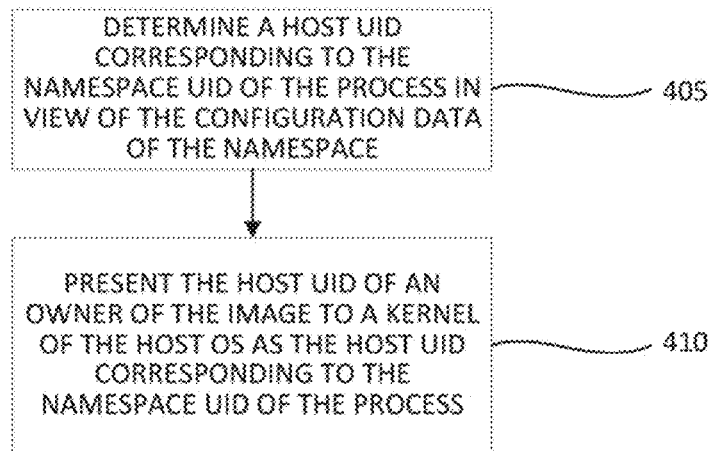 DETERMINE A HOST UID
CORRESPONDING TO THE
NAMESPACE UID OF THE PROCESS IN
VIEW OF THE CONFIGURATION DATA
OF THE NAMESPACE
405
PRESENT THE HOST UID OF AN
OWNER OF THE IMAGE TO A KERNEL
OF THE HOST OS AS THE HOST UID
CORRESPONDING TO THE
NAMESPACE UID OF THE PROCESS
410